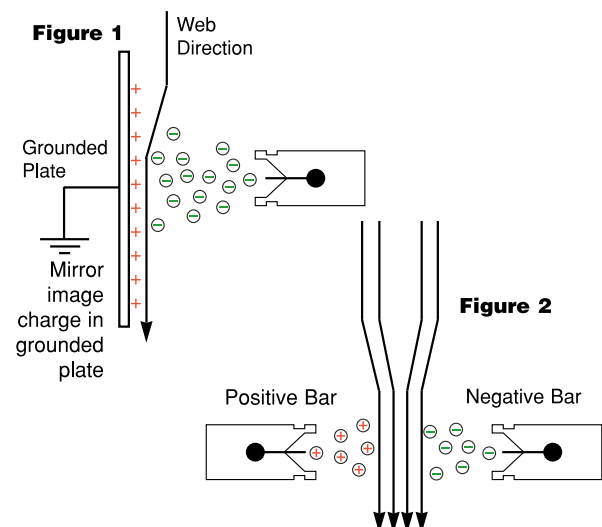 Figure 1
Web
Direction
Grounded
Plate
Mirror
image
charge in
grounded
plate
Figure 2
Positive Bar
Negative Bar